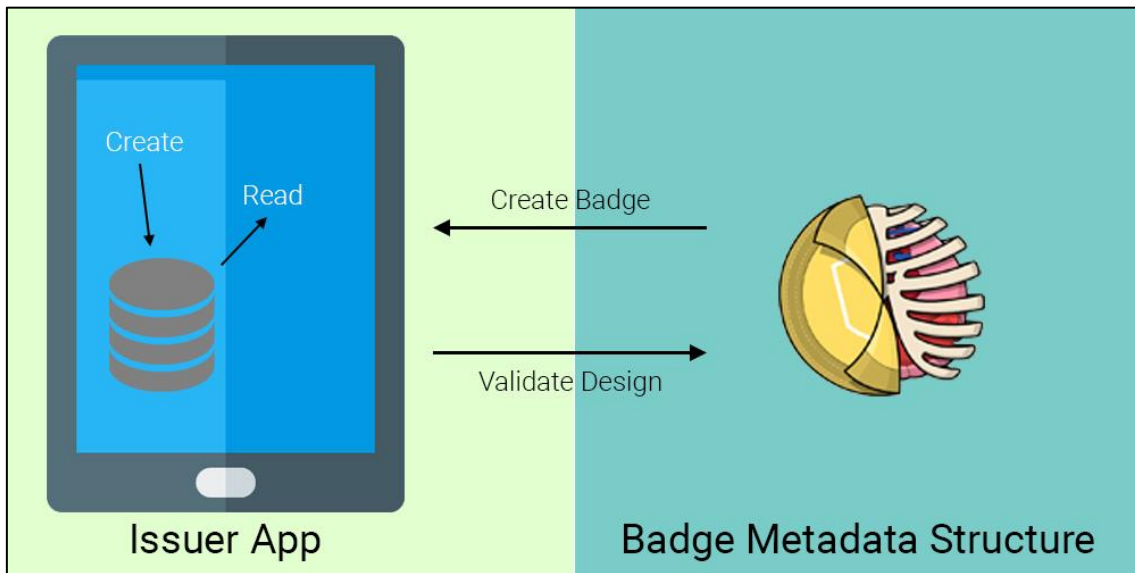 Create
Read
Create Badge
Validate Design
Issuer App
Badge Metadata Structure